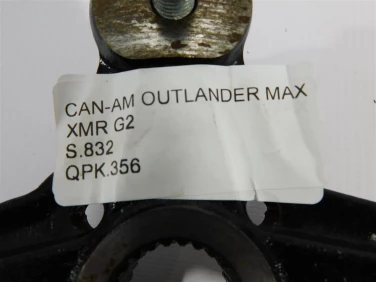 CAN-AM OUTLANDER MAX
XMR G2
S.832
QPK.356